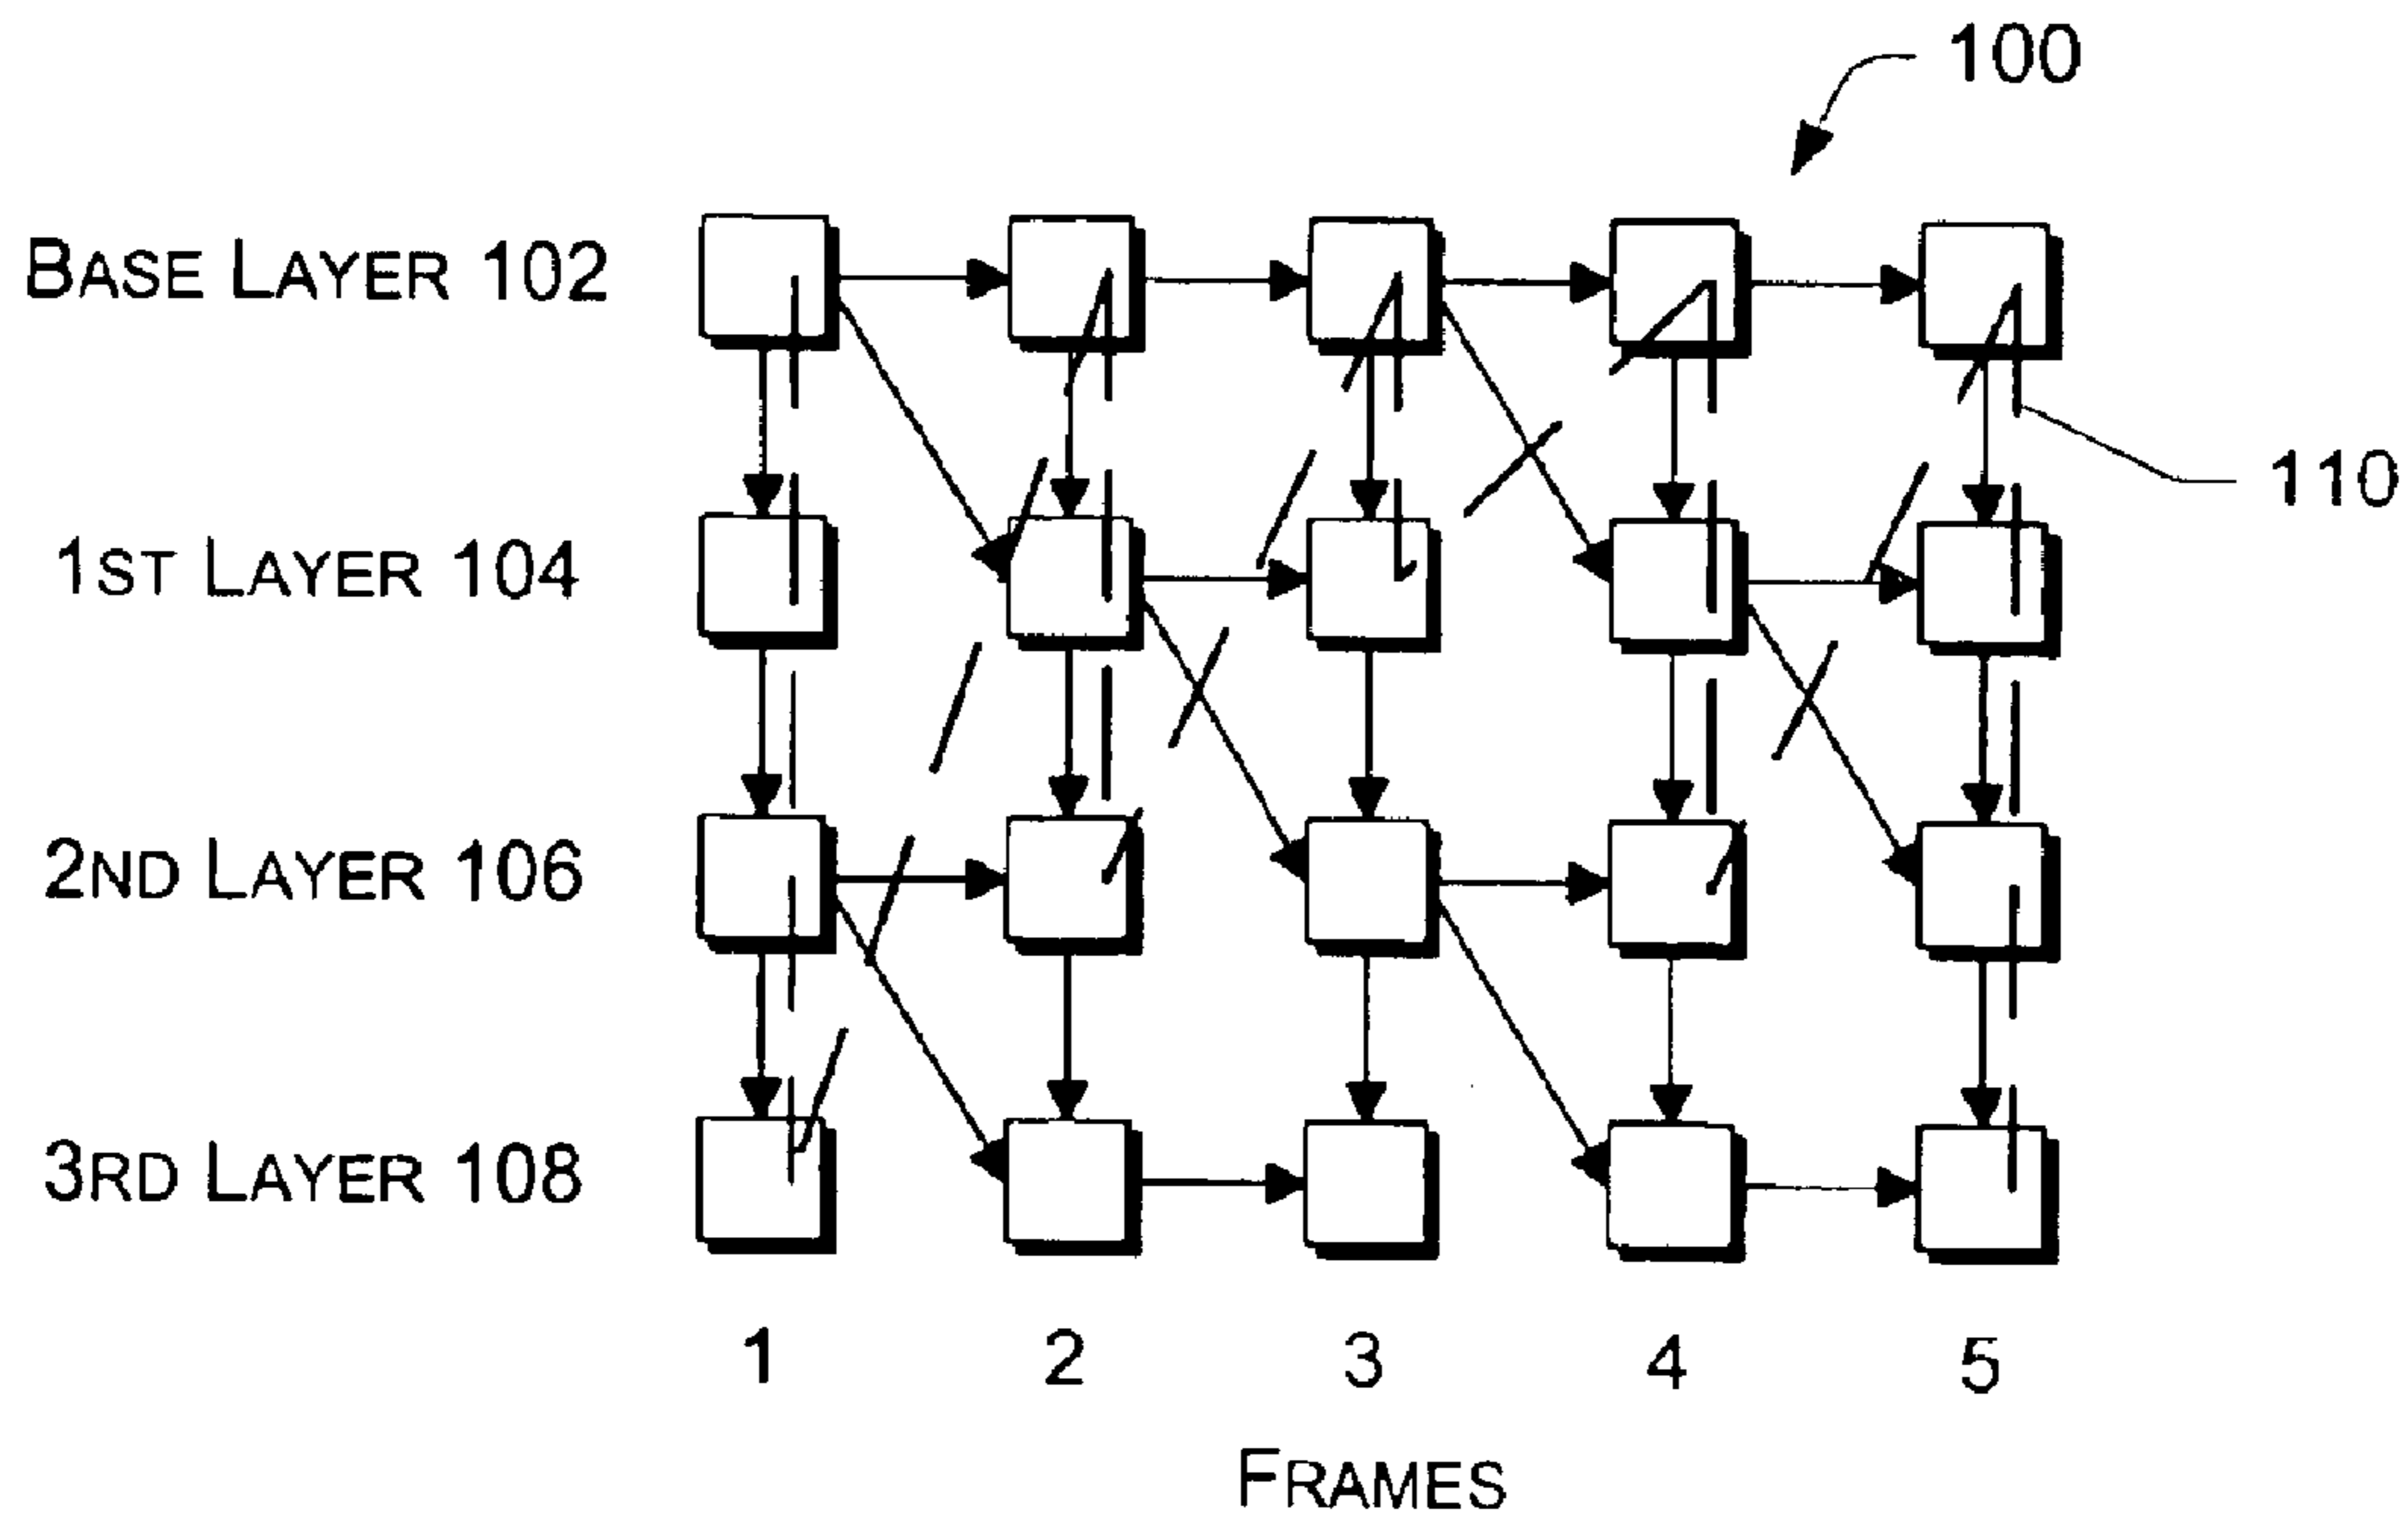 100
BASE LAYER 102
110
1ST LAYER 104
2ND LAYER 106
3RD LAYER 108
1 2 3 4 5
FRAMES